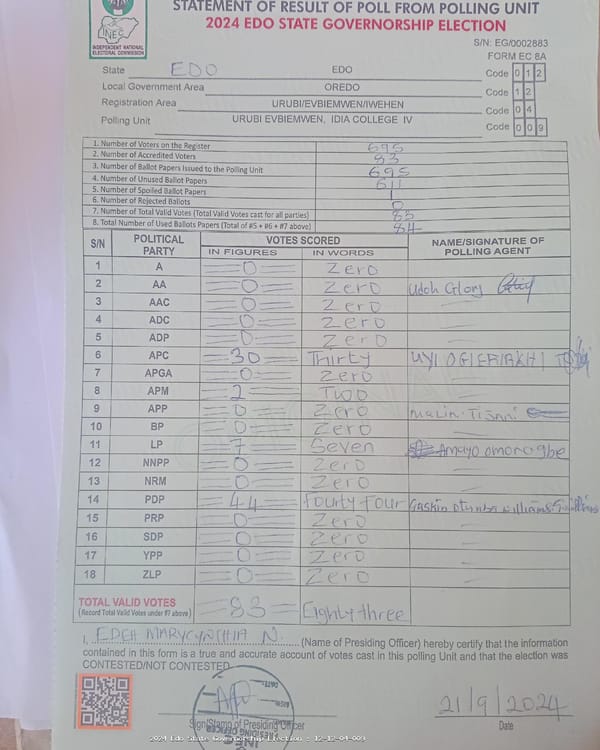 STATEMENT OF RESULT OF POLL FROM POLLING UNIT
2024 EDO STATE GOVERNORSHIP ELECTION
INEC
INDEPENDENT NATIONAL
ELECTORAL COMMISSION
S/N: EG/0002883
FORM EC 8A
State EDO EDO Code 0 1 2
Local Government Area OREDO Code 1 2
Registration Area URUBI/EVBIEMWEN/IWEHEN Code 0 4
Polling Unit URUBI EVBIEMWEN, IDIA COLLEGE IV Code 0 0 9
1. Number of Voters on the Register 695
2. Number of Accredited Voters 83
3. Number of Ballot Papers Issued to the Polling Unit 695
4. Number of Unused Ballot Papers 611
5. Number of Spoiled Ballot Papers 1
6. Number of Rejected Ballots 0
7. Number of Total Valid Votes (Total Valid Votes cast for all parties) 83
8. Total Number of Used Ballots Papers (Total of #5 + #6 + #7 above) 84
S/N POLITICAL PARTY VOTES SCORED NAME/SIGNATURE OF POLLING AGENT
IN FIGURES IN WORDS
1 A 0 Zero
2 AA 0 Zero Udoh Glory
3 AAC 0 Zero
4 ADC 0 Zero
5 ADP 0 Zero
6 APC 30 Thirty UYI
7 APGA 0 Zero
8 APM 2 Two
9 APP 0 Zero
10 BP 0 Zero
11 LP 7 Seven Amayo omoregbe
12 NNPP 0 Zero
13 NRM 0 Zero
14 PDP 44 Fourty Four Williams
15 PRP 0 Zero
16 SDP 0 Zero
17 YPP 0 Zero
18 ZLP 0 Zero
TOTAL VALID VOTES 83 Eighty three
(Record Total Valid Votes under #7 above)
I, EDEH MARYCYNTHIA N. (Name of Presiding Officer) hereby certify that the information
contained in this form is a true and accurate account of votes cast in this polling Unit and that the election was
CONTESTED/NOT CONTESTED
21/9/2024
Sign/Stamp of Presiding Officer Date
2024 Edo State Governorship Election : 12-12-04-009